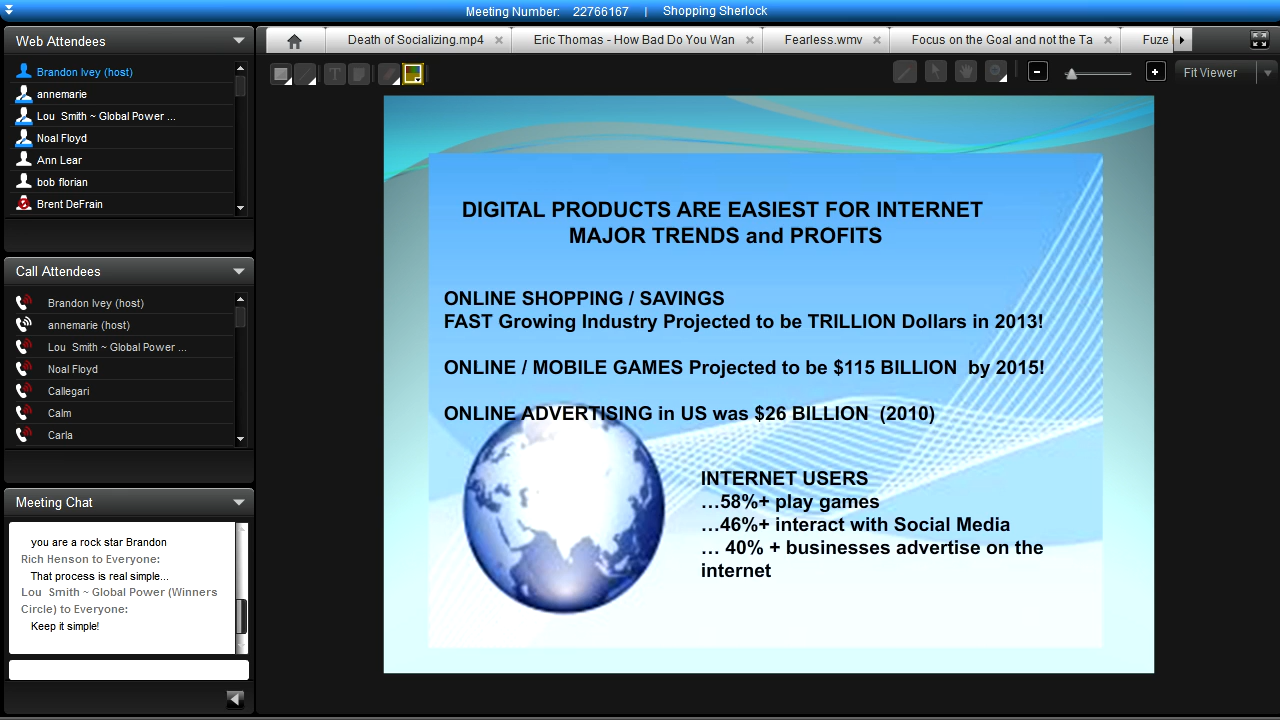 Meeting Number: 22766167 | Shopping Sherlock
Web Attendees
Brandon Ivey (host)
annemarie
Lou Smith ~ Global Power ...
Noal Floyd
Ann Lear
bob florian
Brent DeFrain
Call Attendees
Brandon Ivey (host)
annemarie (host)
Lou Smith ~ Global Power ...
Noal Floyd
Callegari
Calm
Carla
Meeting Chat
you are a rock star Brandon
Rich Henson to Everyone:
That process is real simple...
Lou Smith ~ Global Power (Winners
Circle) to Everyone:
Keep it simple!
Death of Socializing.mp4
Eric Thomas - How Bad Do You Wan
Fearless.wmv
Focus on the Goal and not the Ta
Fuze
T
Fit Viewer
DIGITAL PRODUCTS ARE EASIEST FOR INTERNET
MAJOR TRENDS and PROFITS
ONLINE SHOPPING / SAVINGS
FAST Growing Industry Projected to be TRILLION Dollars in 2013!
ONLINE / MOBILE GAMES Projected to be $115 BILLION by 2015!
ONLINE ADVERTISING in US was $26 BILLION (2010)
INTERNET USERS
…58%+ play games
…46%+ interact with Social Media
… 40% + businesses advertise on the
internet